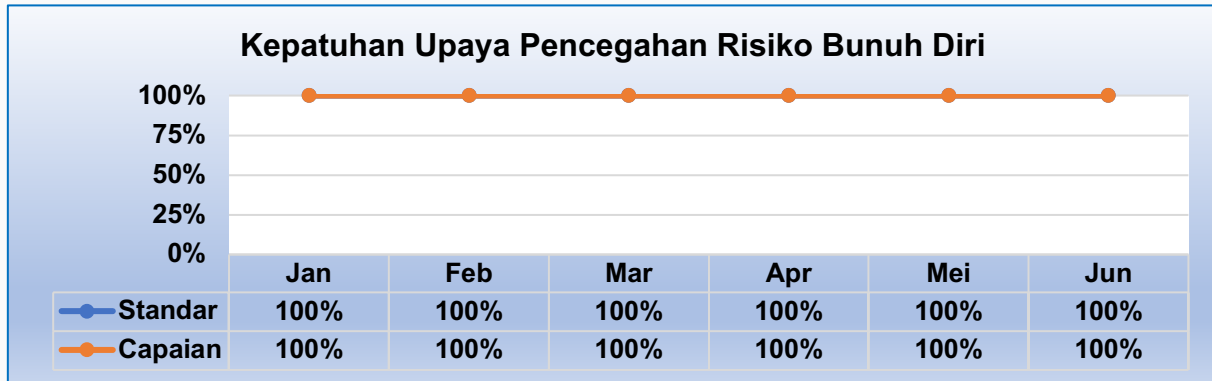 Kepatuhan Upaya Pencegahan Risiko Bunuh Diri
100%
75%
50%
25%
0%
Jan Feb Mar Apr Mei Jun
Standar 100% 100% 100% 100% 100% 100%
Capaian 100% 100% 100% 100% 100% 100%